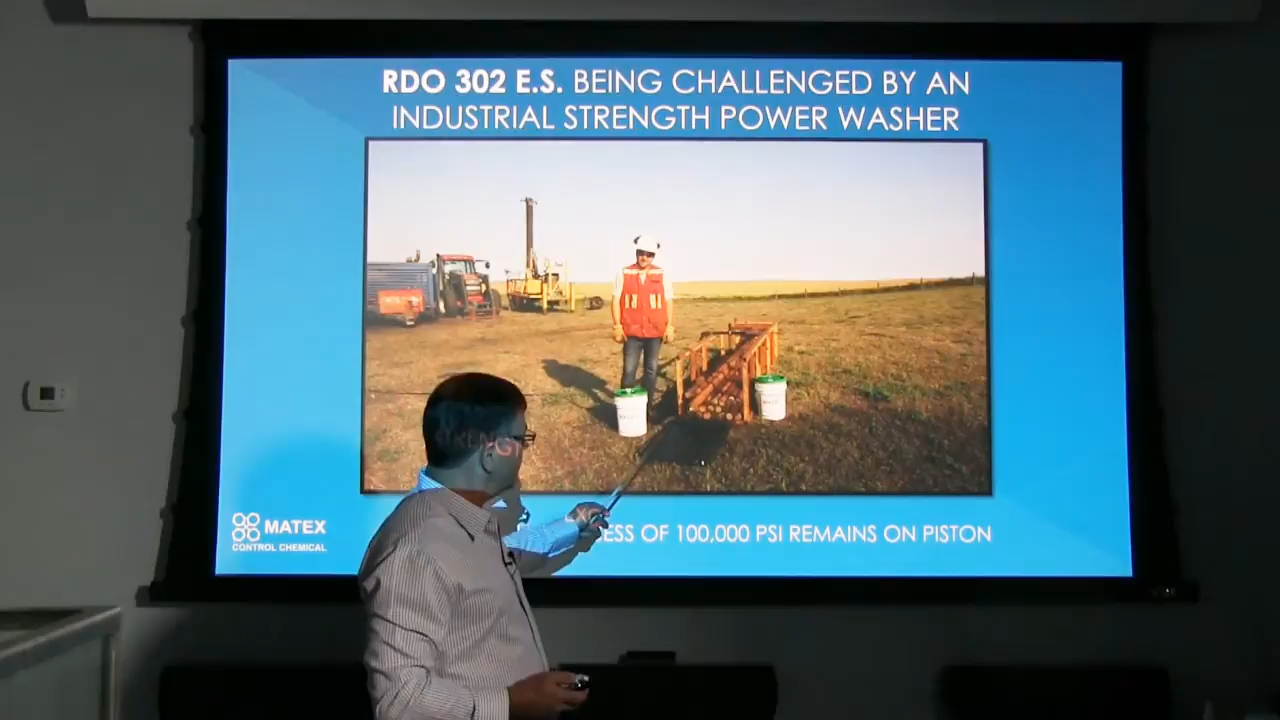 RDO 302 E.S. BEING CHALLENGED BY AN
INDUSTRIAL STRENGTH POWER WASHER
MATEX
CONTROL CHEMICAL
OF 100,000 PSI REMAINS ON PISTON